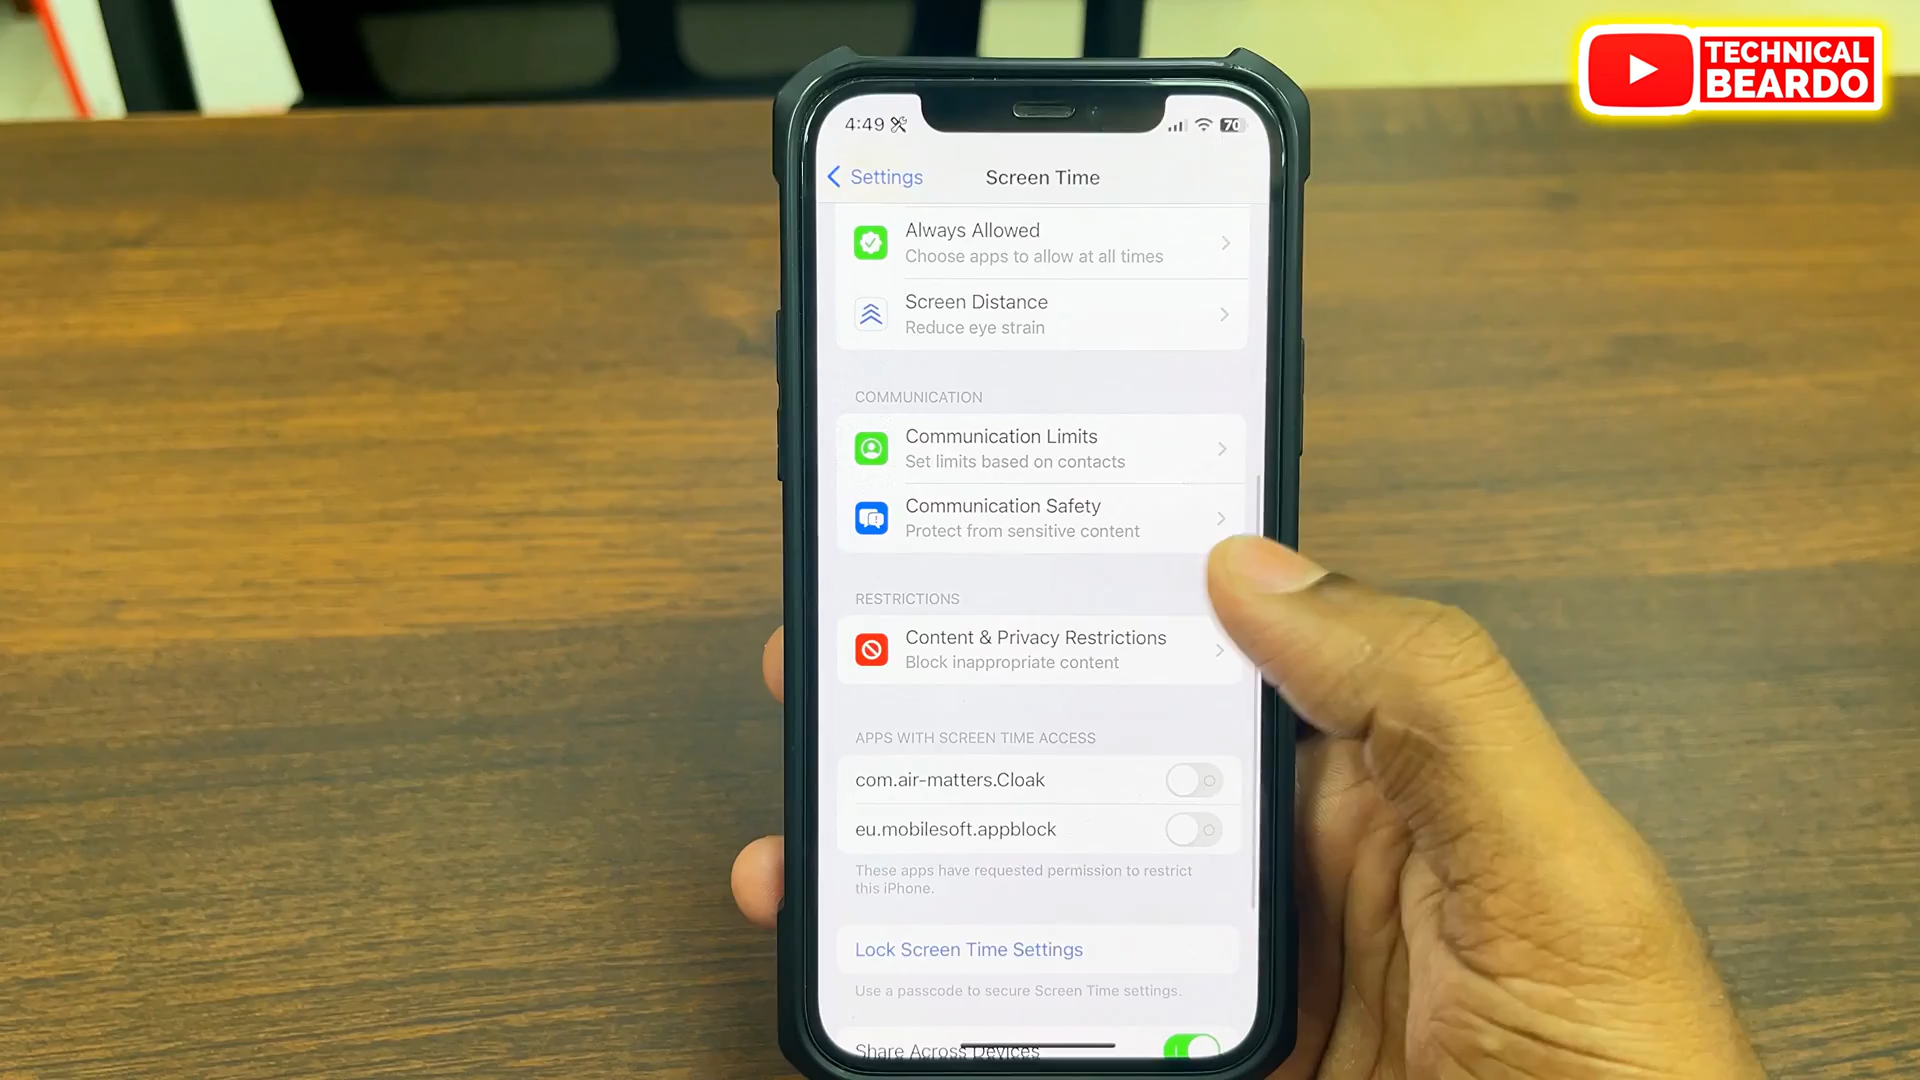 TECHNICAL
BEARDO
4:49
70
Settings
Screen Time
Always Allowed
Choose apps to allow at all times
Screen Distance
Reduce eye strain
COMMUNICATION
Communication Limits
Set limits based on contacts
Communication Safety
Protect from sensitive content
RESTRICTIONS
Content & Privacy Restrictions
Block inappropriate content
APPS WITH SCREEN TIME ACCESS
com.air-matters.Cloak
eu.mobilesoft.appblock
These apps have requested permission to restrict
this iPhone.
Lock Screen Time Settings
Use a passcode to secure Screen Time settings.
Share Across Devices